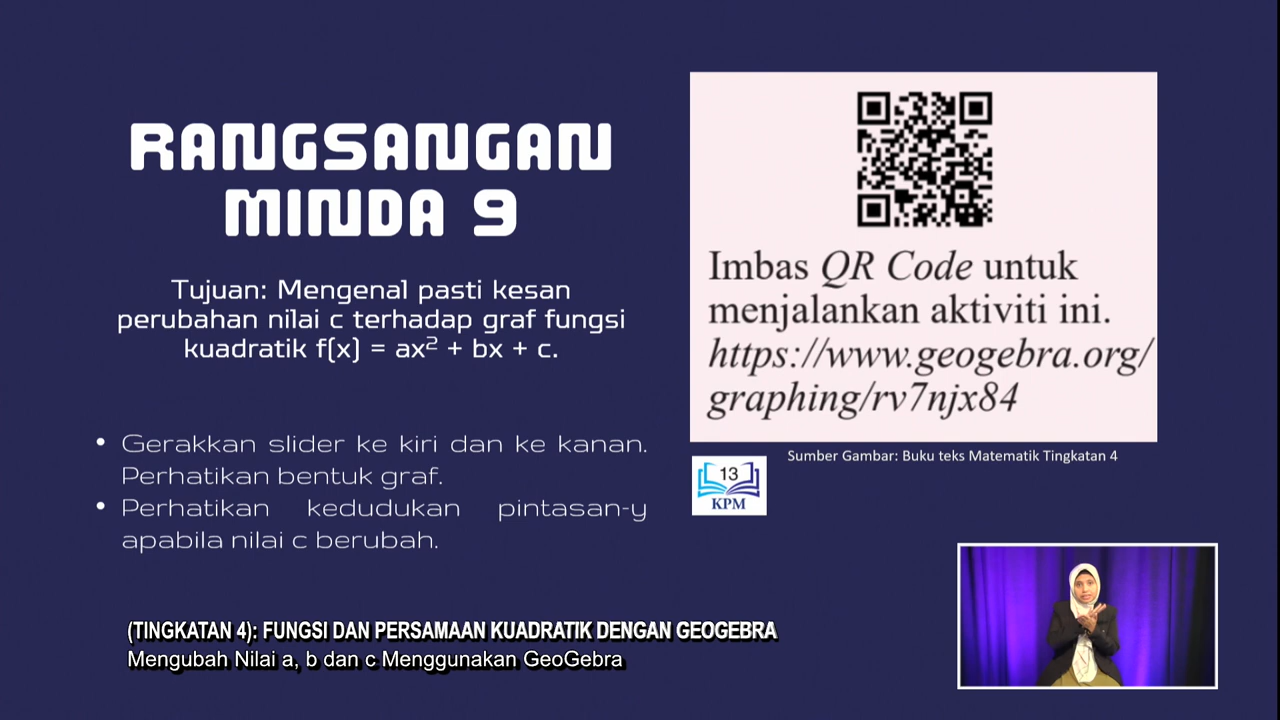 RANGSANGAN
MINDA 9
Tujuan: Mengenal pasti kesan
perubahan nilai c terhadap graf fungsi
kuadratik f(x) = ax² + bx + c.
• Gerakkan slider ke kiri dan ke kanan.
Perhatikan bentuk graf.
• Perhatikan kedudukan pintasan-y
apabila nilai c berubah.
Imbas QR Code untuk
menjalankan aktiviti ini.
https://www.geogebra.org/
graphing/rv7njx84
Sumber Gambar: Buku teks Matematik Tingkatan 4
13
KPM
(TINGKATAN 4): FUNGSI DAN PERSAMAAN KUADRATIK DENGAN GEOGEBRA
Mengubah Nilai a, b dan c Menggunakan GeoGebra